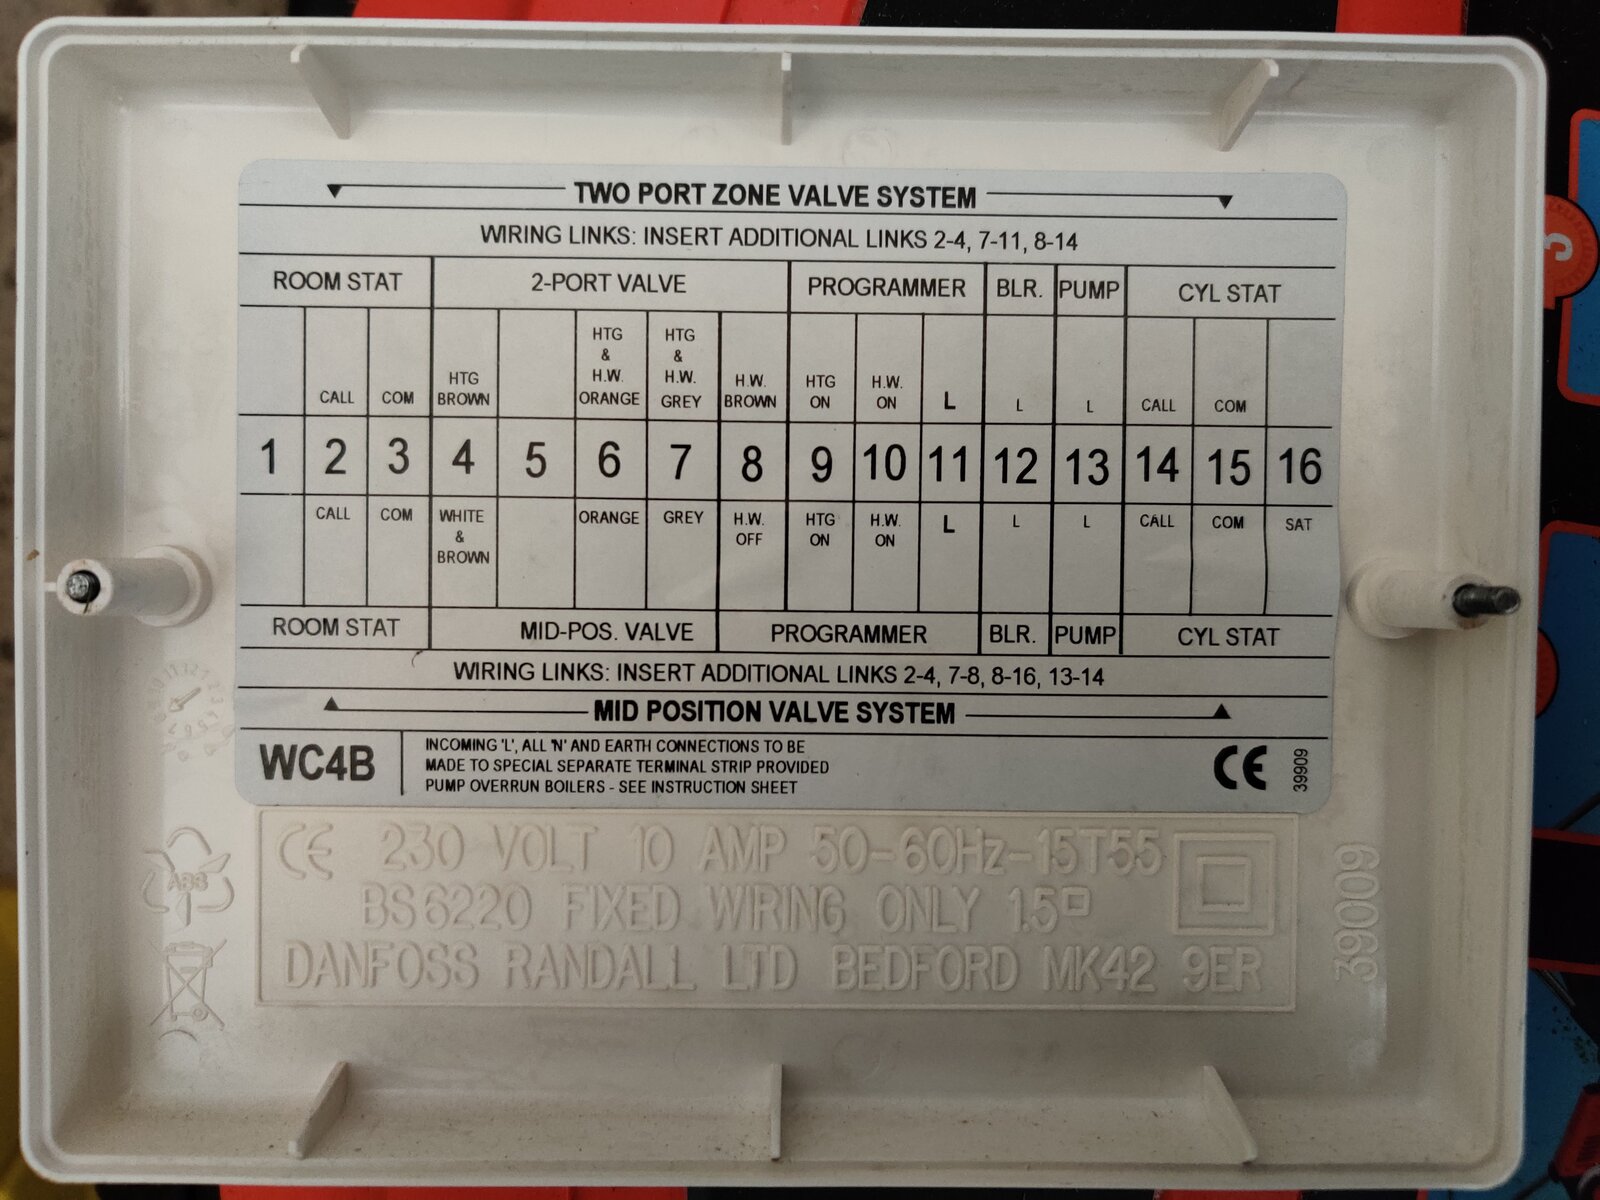 TWO PORT ZONE VALVE SYSTEM
WIRING LINKS: INSERT ADDITIONAL LINKS 2-4, 7-11, 8-14
ROOM STAT 2-PORT VALVE PROGRAMMER BLR. PUMP CYL STAT
CALL COM HTG BROWN HTG & H.W. ORANGE HTG & H.W. GREY H.W. BROWN HTG ON H.W. ON L L L CALL COM
1 2 3 4 5 6 7 8 9 10 11 12 13 14 15 16
CALL COM WHITE & BROWN ORANGE GREY H.W. OFF HTG ON H.W. ON L L L CALL COM SAT
ROOM STAT MID-POS. VALVE PROGRAMMER BLR. PUMP CYL STAT
WIRING LINKS: INSERT ADDITIONAL LINKS 2-4, 7-8, 8-16, 13-14
MID POSITION VALVE SYSTEM
WC4B
INCOMING 'L', ALL 'N' AND EARTH CONNECTIONS TO BE
MADE TO SPECIAL SEPARATE TERMINAL STRIP PROVIDED
PUMP OVERRUN BOILERS - SEE INSTRUCTION SHEET
CE
39909
CE 230 VOLT 10 AMP 50-60Hz-15T55
BS6220 FIXED WIRING ONLY 1.5
DANFOSS RANDALL LTD BEDFORD MK42 9ER
39009
ABS
3